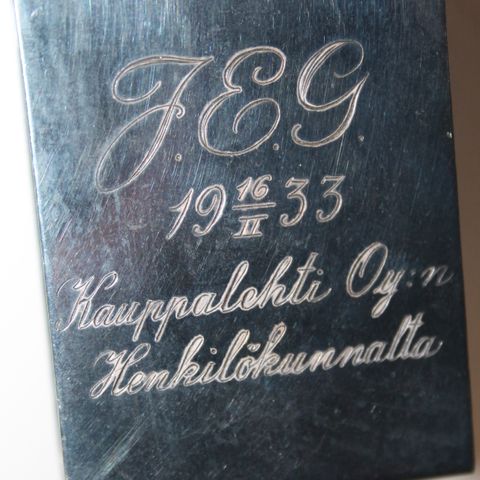 J.E.G.
19 16/II 33
Kauppalehti Oy:n
Henkilökunnalta